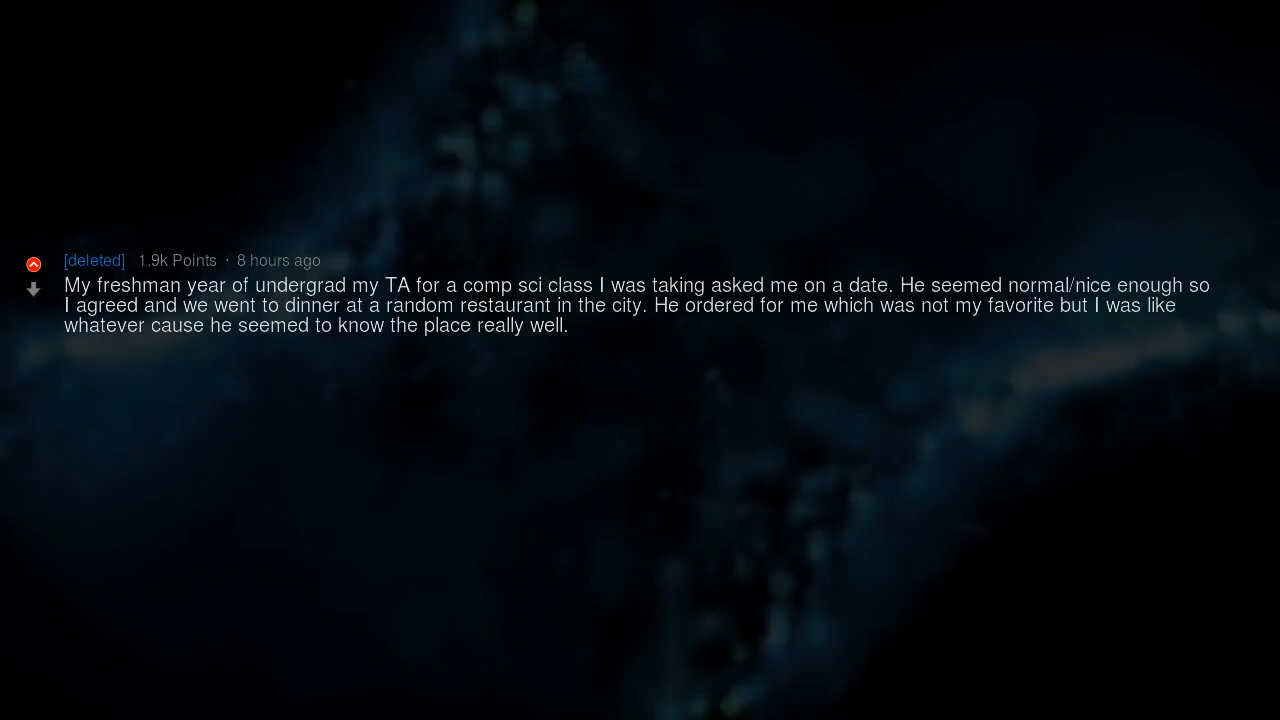 [deleted] 1.9k Points · 8 hours ago
My freshman year of undergrad my TA for a comp sci class I was taking asked me on a date. He seemed normal/nice enough so
I agreed and we went to dinner at a random restaurant in the city. He ordered for me which was not my favorite but I was like
whatever cause he seemed to know the place really well.